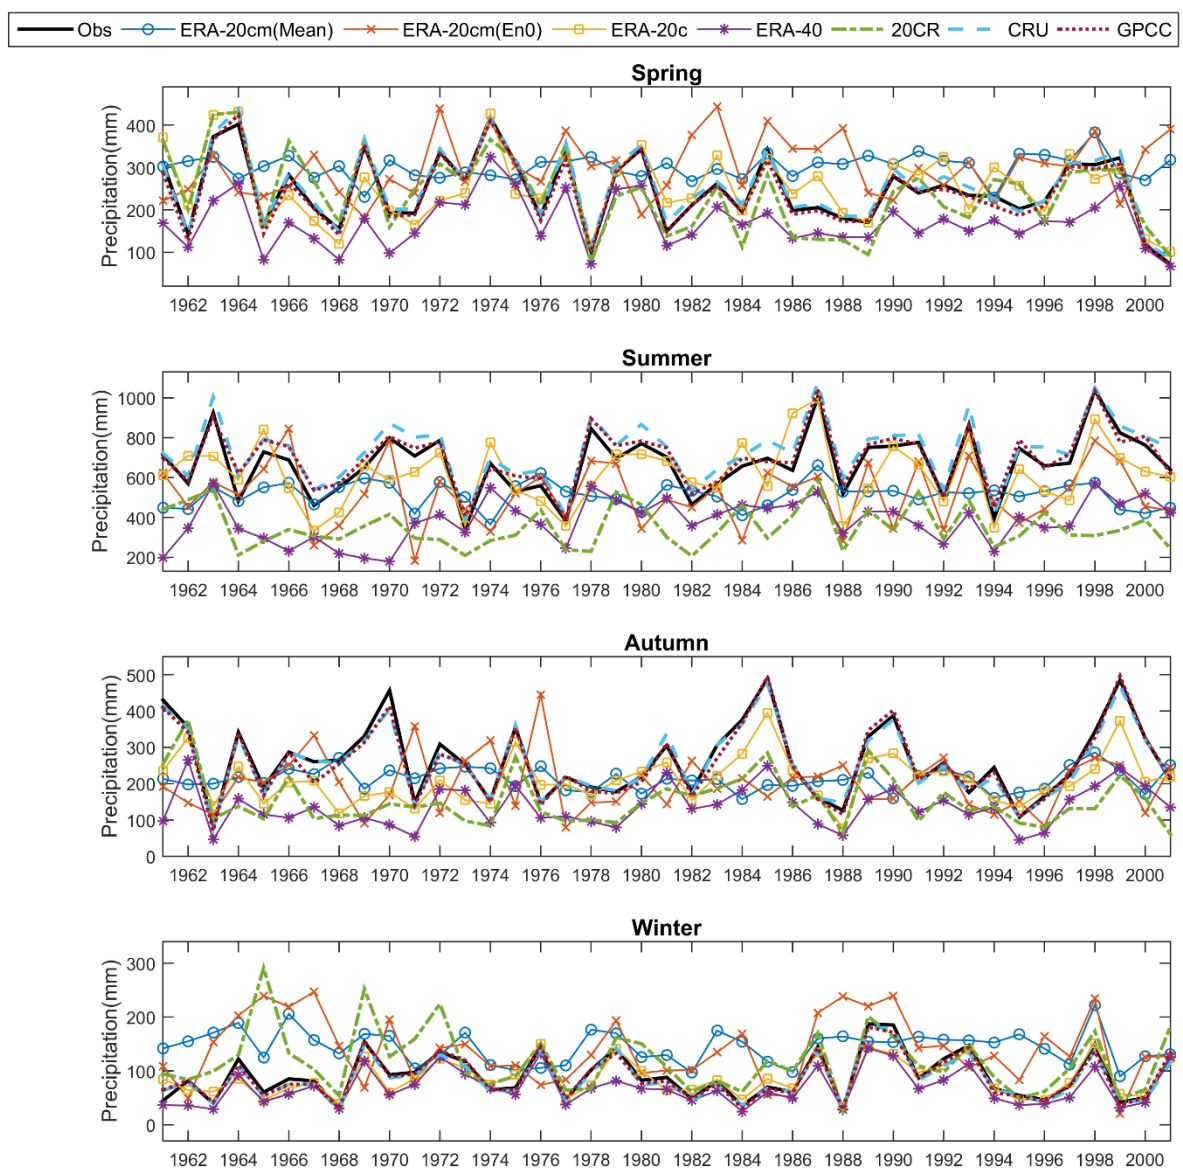 Obs ERA-20cm(Mean) ERA-20cm(En0) ERA-20c ERA-40 20CR CRU GPCC
Spring
Precipitation(mm)
400
300
200
100
1962 1964 1966 1968 1970 1972 1974 1976 1978 1980 1982 1984 1986 1988 1990 1992 1994 1996 1998 2000
Summer
Precipitation(mm)
1000
800
600
400
200
1962 1964 1966 1968 1970 1972 1974 1976 1978 1980 1982 1984 1986 1988 1990 1992 1994 1996 1998 2000
Autumn
Precipitation(mm)
500
400
300
200
100
0
1962 1964 1966 1968 1970 1972 1974 1976 1978 1980 1982 1984 1986 1988 1990 1992 1994 1996 1998 2000
Winter
Precipitation(mm)
300
200
100
0
1962 1964 1966 1968 1970 1972 1974 1976 1978 1980 1982 1984 1986 1988 1990 1992 1994 1996 1998 2000